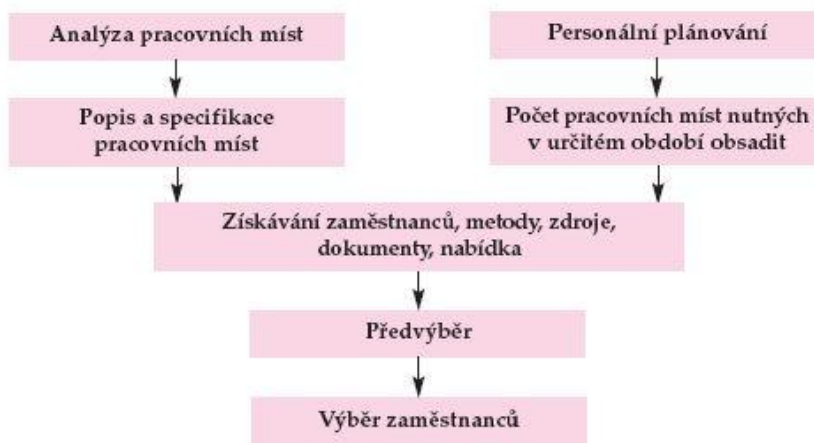 Analýza pracovních míst
Personální plánování
Popis a specifikace
pracovních míst
Počet pracovních míst nutných
v určitém období obsadit
Získávání zaměstnanců, metody, zdroje,
dokumenty, nabídka
Předvýběr
Výběr zaměstnanců